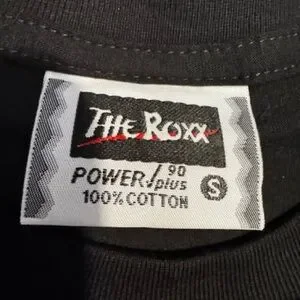 THE ROXX
POWER 90 plus S
100% COTTON